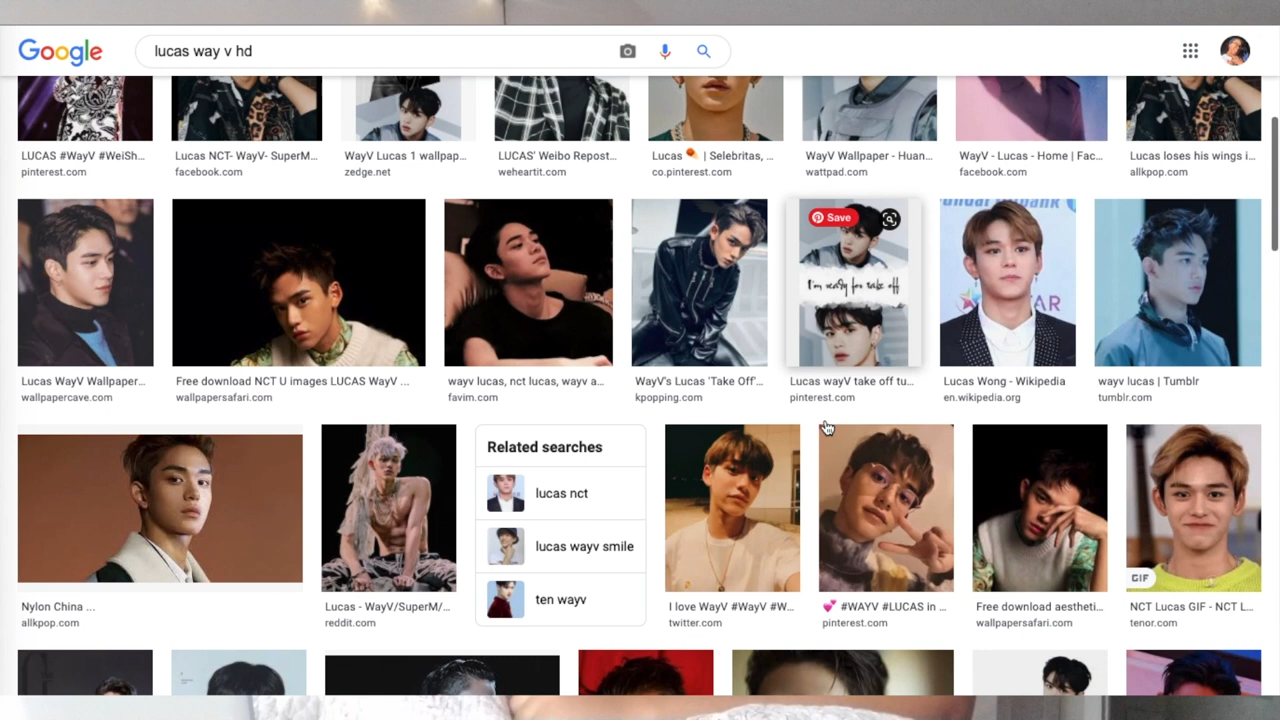 Google
lucas way v hd
LUCAS #WayV #WeiSh...
pinterest.com
Lucas NCT- WayV- SuperM...
facebook.com
WayV Lucas 1 wallpap...
zedge.net
LUCAS' Weibo Repost...
weheartit.com
Lucas | Selebritas, ...
co.pinterest.com
WayV Wallpaper - Huan...
wattpad.com
WayV - Lucas - Home | Fac...
facebook.com
Lucas loses his wings i...
allkpop.com
Save
I'm ready for take off
STAR
Lucas WayV Wallpaper...
wallpapercave.com
Free download NCT U images LUCAS WayV ...
wallpapersafari.com
wayv lucas, nct lucas, wayv a...
favim.com
WayV's Lucas 'Take Off'...
kpopping.com
Lucas wayV take off tu...
pinterest.com
Lucas Wong - Wikipedia
en.wikipedia.org
wayv lucas | Tumblr
tumblr.com
Related searches
lucas nct
lucas wayv smile
ten wayv
GIF
Nylon China ...
allkpop.com
Lucas - WayV/SuperM/...
reddit.com
I love WayV #WayV #W...
twitter.com
💕 #WAYV #LUCAS in ...
pinterest.com
Free download aestheti...
wallpapersafari.com
NCT Lucas GIF - NCT L...
tenor.com